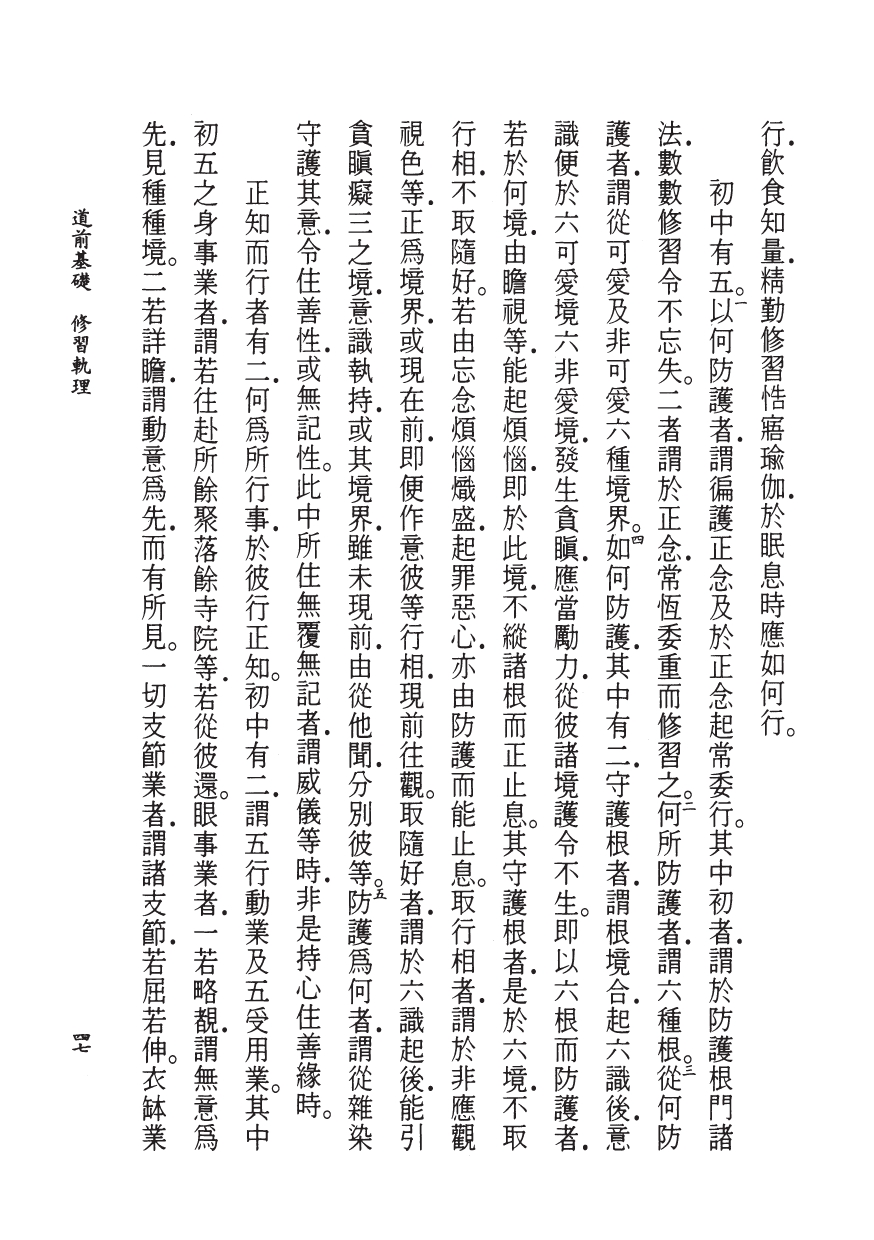 行．飲食知量．精勤修習悎寤瑜伽．於眠息時應如何行。
初中有五。一以何防護者．謂徧護正念及於正念起常委行。其中初者．謂於防護根門諸
法．數數修習令不忘失。二者謂於正念．常恆委重而修習之。二何所防護者．謂六種根。三從何防
護者．謂從可愛及非可愛六種境界。四如何防護．其中有二．守護根者．謂根境合．起六識後．意
識便於六可愛境六非愛境．發生貪瞋．應當勵力．從彼諸境護令不生。即以六根而防護者．
若於何境．由瞻視等．能起煩惱．即於此境．不縱諸根而正止息。其守護根者．是於六境．不取
行相．不取隨好。若由忘念煩惱熾盛．起罪惡心．亦由防護而能止息。取行相者．謂於非應觀
視色等．正爲境界．或現在前．即便作意彼等行相．現前往觀。取隨好者．謂於六識起後．能引
貪瞋癡三之境．意識執持．或其境界．雖未現前．由從他聞．分別彼等。五防護爲何者．謂從雜染
守護其意．令住善性．或無記性。此中所住無覆無記者．謂威儀等時．非是持心住善緣時。
正知而行者有二．何爲所行事．於彼行正知。初中有二．謂五行動業及五受用業。其中
初五之身事業者．謂若往赴所餘聚落餘寺院等．若從彼還。眼事業者．一若略覩．謂無意爲
先．見種種境。二若詳瞻．謂動意爲先．而有所見。一切支節業者．謂諸支節．若屈若伸。衣缽業
道前基礎　修習軌理
四七